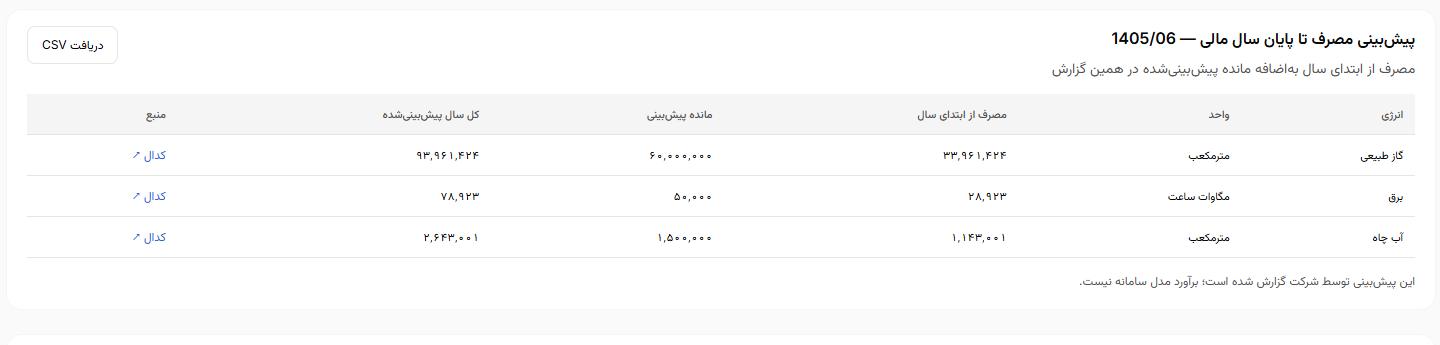 پیش‌بینی مصرف تا پایان سال مالی — 1405/06
دریافت CSV
مصرف از ابتدای سال به‌اضافه مانده پیش‌بینی‌شده در همین گزارش
انرژی واحد مصرف از ابتدای سال مانده پیش‌بینی کل سال پیش‌بینی‌شده منبع
گاز طبیعی مترمکعب ۳۳,۹۶۱,۴۲۴ ۶۰,۰۰۰,۰۰۰ ۹۳,۹۶۱,۴۲۴ کدال ↗
برق مگاوات ساعت ۲۸,۹۲۳ ۵۰,۰۰۰ ۷۸,۹۲۳ کدال ↗
آب چاه مترمکعب ۱,۱۴۳,۰۰۱ ۱,۵۰۰,۰۰۰ ۲,۶۴۳,۰۰۱ کدال ↗
این پیش‌بینی توسط شرکت گزارش شده است؛ برآورد مدل سامانه نیست.